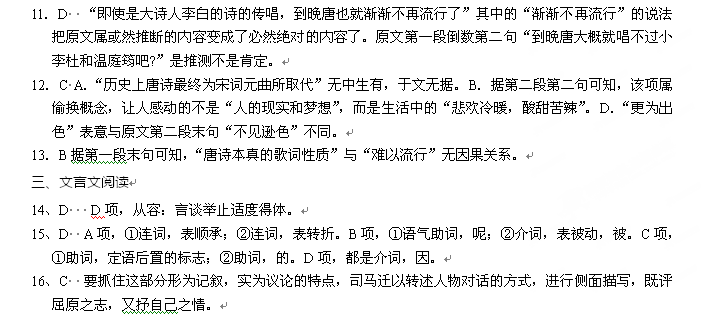 11．D·· “即使是大诗人李白的诗的传唱，到晚唐也就渐渐不再流行了”其中的“渐渐不再流行”的说法
把原文属或然推断的内容变成了必然绝对的内容了。原文第一段倒数第二句“到晚唐大概就唱不过小
李杜和温庭筠吧?”是推测不是肯定。
12．C·A.“历史上唐诗最终为宋词元曲所取代”无中生有，于文无据。B．据第二段第二句可知，该项属
偷换概念，让人感动的不是“人的现实和梦想”，而是生活中的“悲欢冷暖，酸甜苦辣”。D.“更为出
色”表意与原文第二段末句“不见逊色”不同。
13．B 据第一段末句可知，“唐诗本真的歌词性质”与“难以流行”无因果关系。
三、文言文阅读
14、D··· D 项，从容：言谈举止适度得体。
15、D··A 项，①连词，表顺承；②连词，表转折。B 项，①语气助词，呢；②介词，表被动，被。C 项，
①助词，定语后置的标志；②助词，的。D 项，都是介词，因。
16、C··要抓住这部分形为记叙，实为议论的特点，司马迁以转述人物对话的方式，进行侧面描写，既评
屈原之志，又抒自己之情。